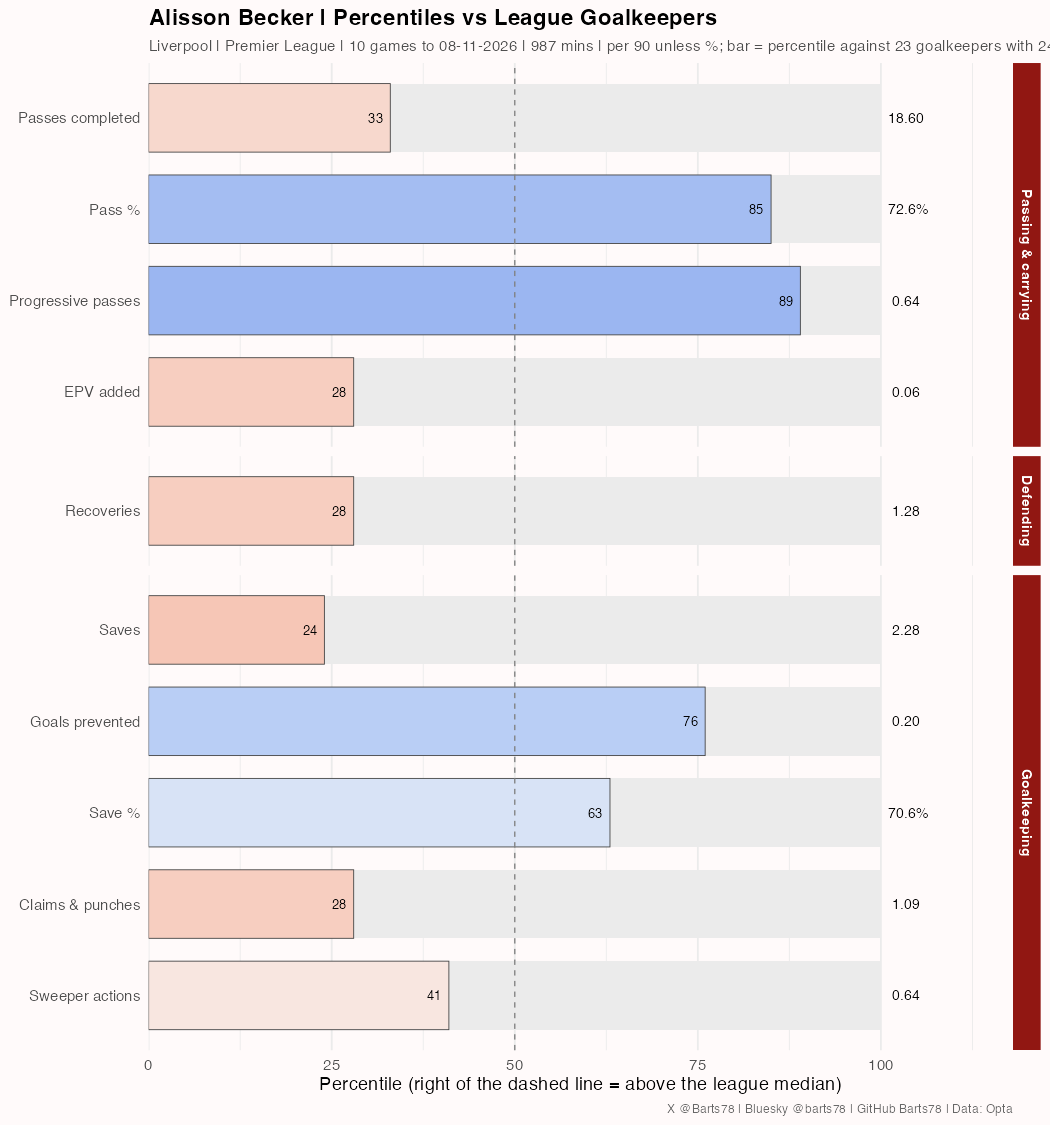 Alisson Becker | Percentiles vs League Goalkeepers
Liverpool | Premier League | 10 games to 08-11-2026 | 987 mins | per 90 unless %; bar = percentile against 23 goalkeepers with 24
Passes completed 33 18.60
Pass % 85 72.6%
Progressive passes 89 0.64
EPV added 28 0.06
Passing & carrying
Recoveries 28 1.28
Defending
Saves 24 2.28
Goals prevented 76 0.20
Save % 63 70.6%
Claims & punches 28 1.09
Sweeper actions 41 0.64
Goalkeeping
0 25 50 75 100
Percentile (right of the dashed line = above the league median)
X @Barts78 | Bluesky @barts78 | GitHub Barts78 | Data: Opta